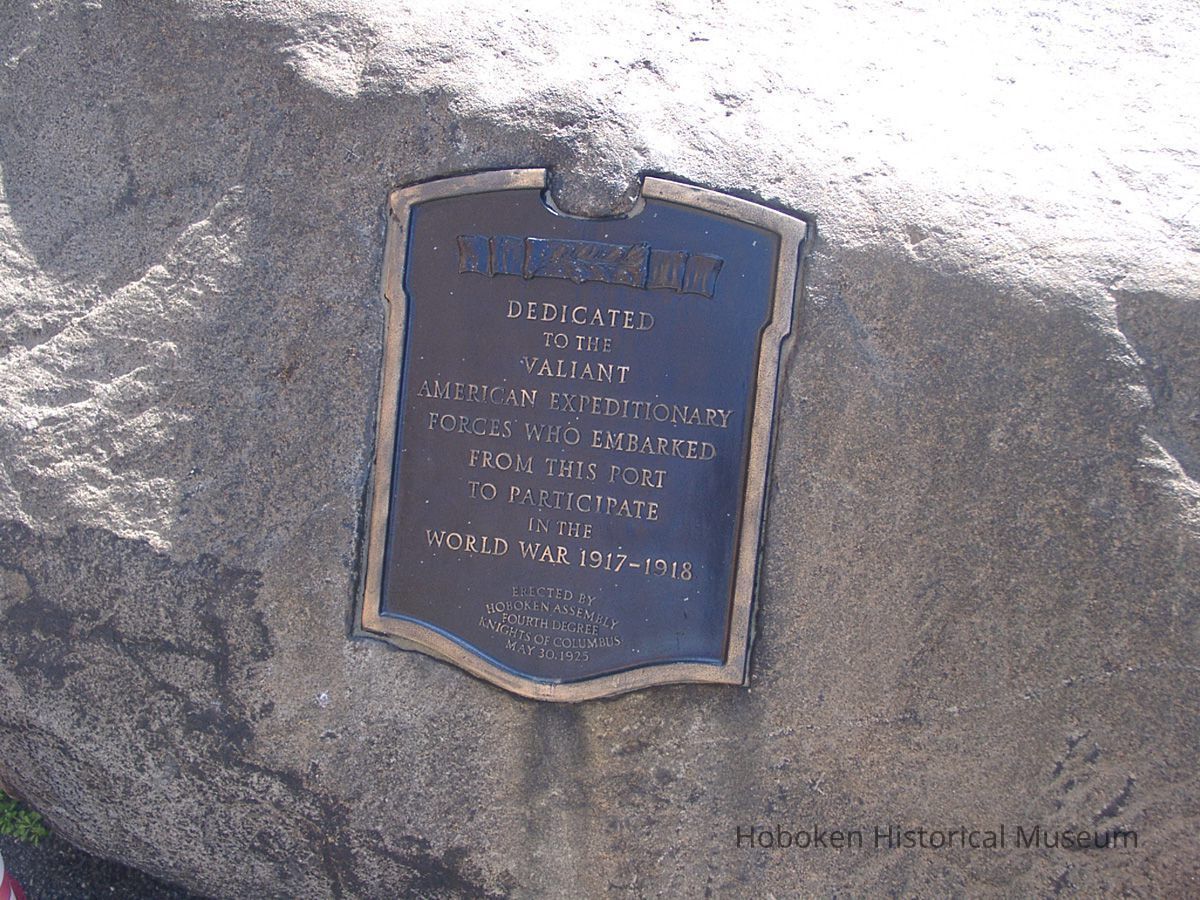 DEDICATED
TO THE
VALIANT
AMERICAN EXPEDITIONARY
FORCES WHO EMBARKED
FROM THIS PORT
TO PARTICIPATE
IN THE
WORLD WAR 1917-1918
ERECTED BY
HOBOKEN ASSEMBLY
FOURTH DEGREE
KNIGHTS OF COLUMBUS
MAY 30, 1925
Hoboken Historical Museum